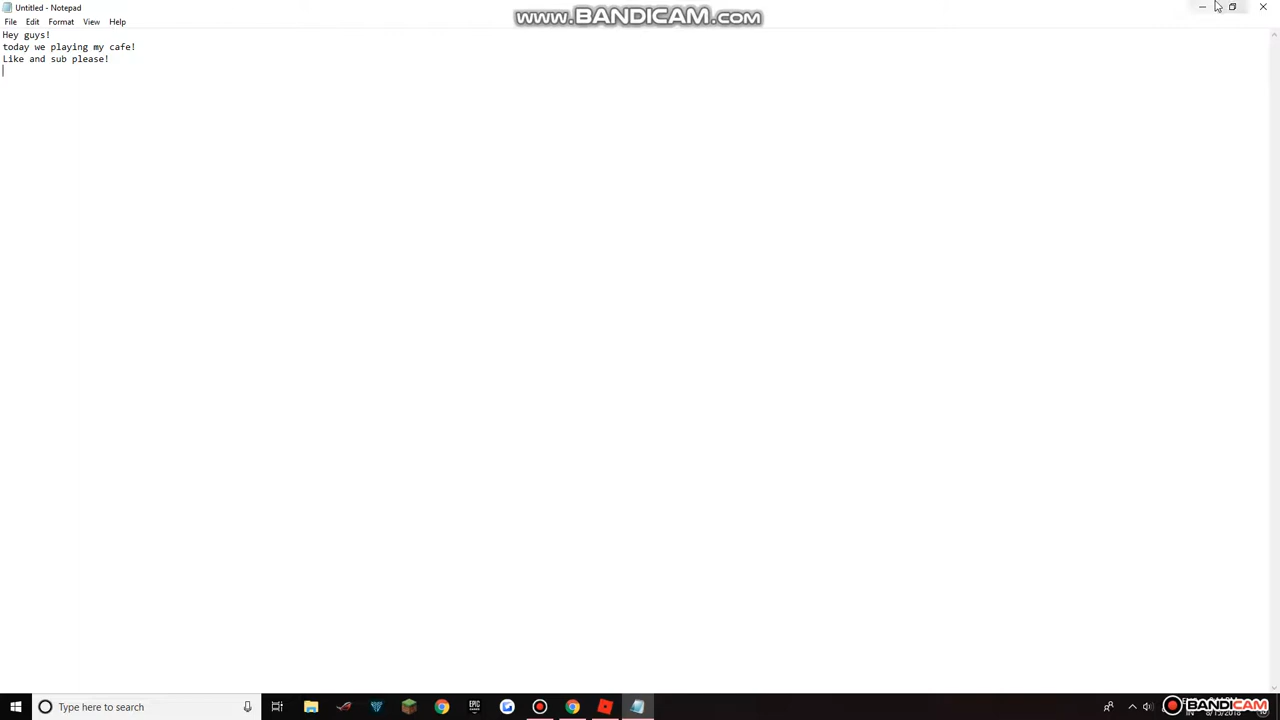 Untitled - Notepad
www.BANDICAM.com
File Edit Format View Help
Hey guys!
today we playing my cafe!
Like and sub please!
Type here to search
EPIC
BANDICAM